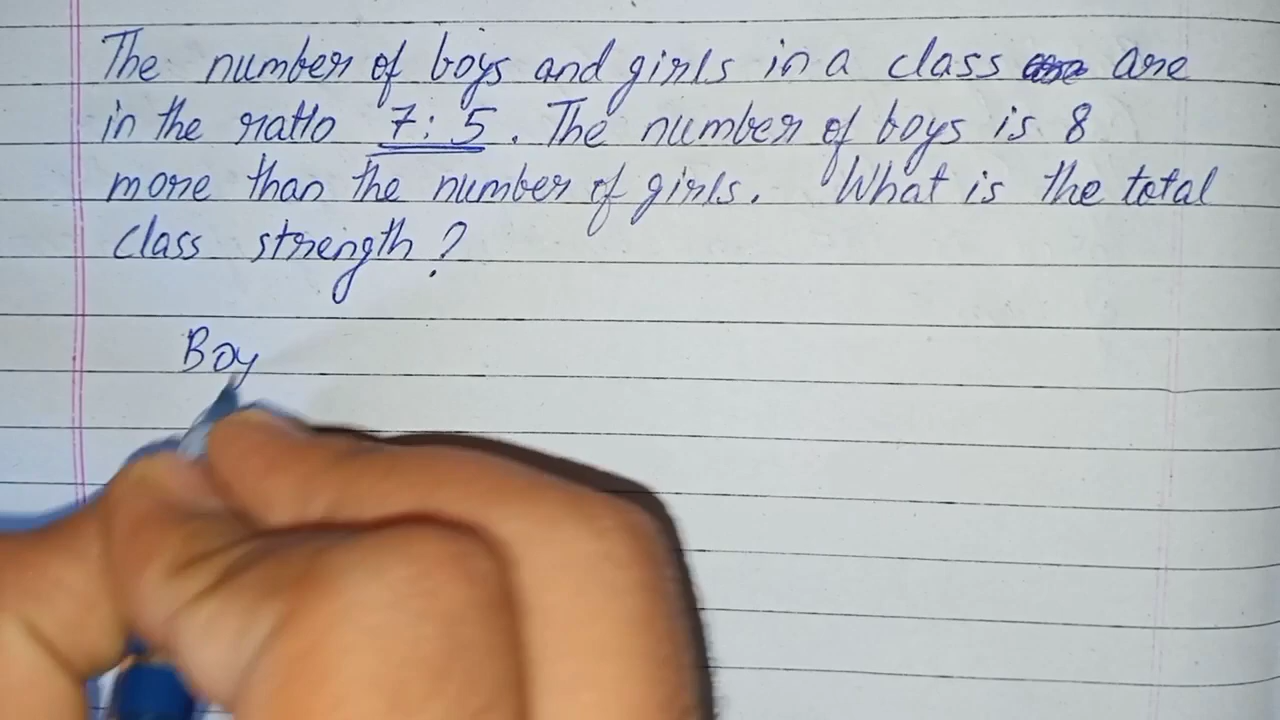 The number of boys and girls in a class are
in the ratio 7:5. The number of boys is 8
more than the number of girls. What is the total
class strength?
Boy